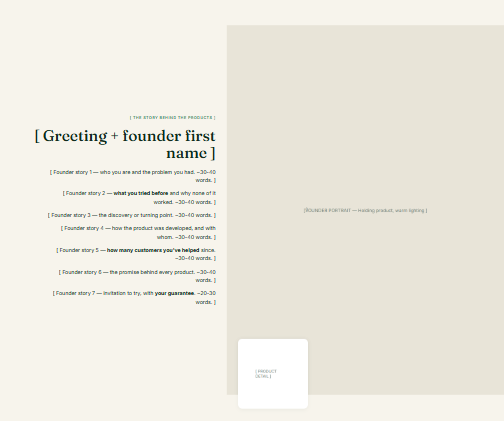 [ THE STORY BEHIND THE PRODUCTS ]
[ Greeting + founder first
name ]
[ Founder story 1 — who you are and the problem you had. ~30-40
words. ]
[ Founder story 2 — what you tried before and why none of it
worked. ~30-40 words. ]
[ Founder story 3 — the discovery or turning point. ~30-40 words. ]
[ Founder story 4 — how the product was developed, and with
whom. ~30-40 words. ]
[ Founder story 5 — how many customers you've helped since.
~30-40 words. ]
[ Founder story 6 — the promise behind every product. ~30-40
words. ]
[ Founder story 7 — invitation to try, with your guarantee. ~20-30
words. ]
[ FOUNDER PORTRAIT — Holding product, warm lighting ]
[ PRODUCT
DETAIL ]